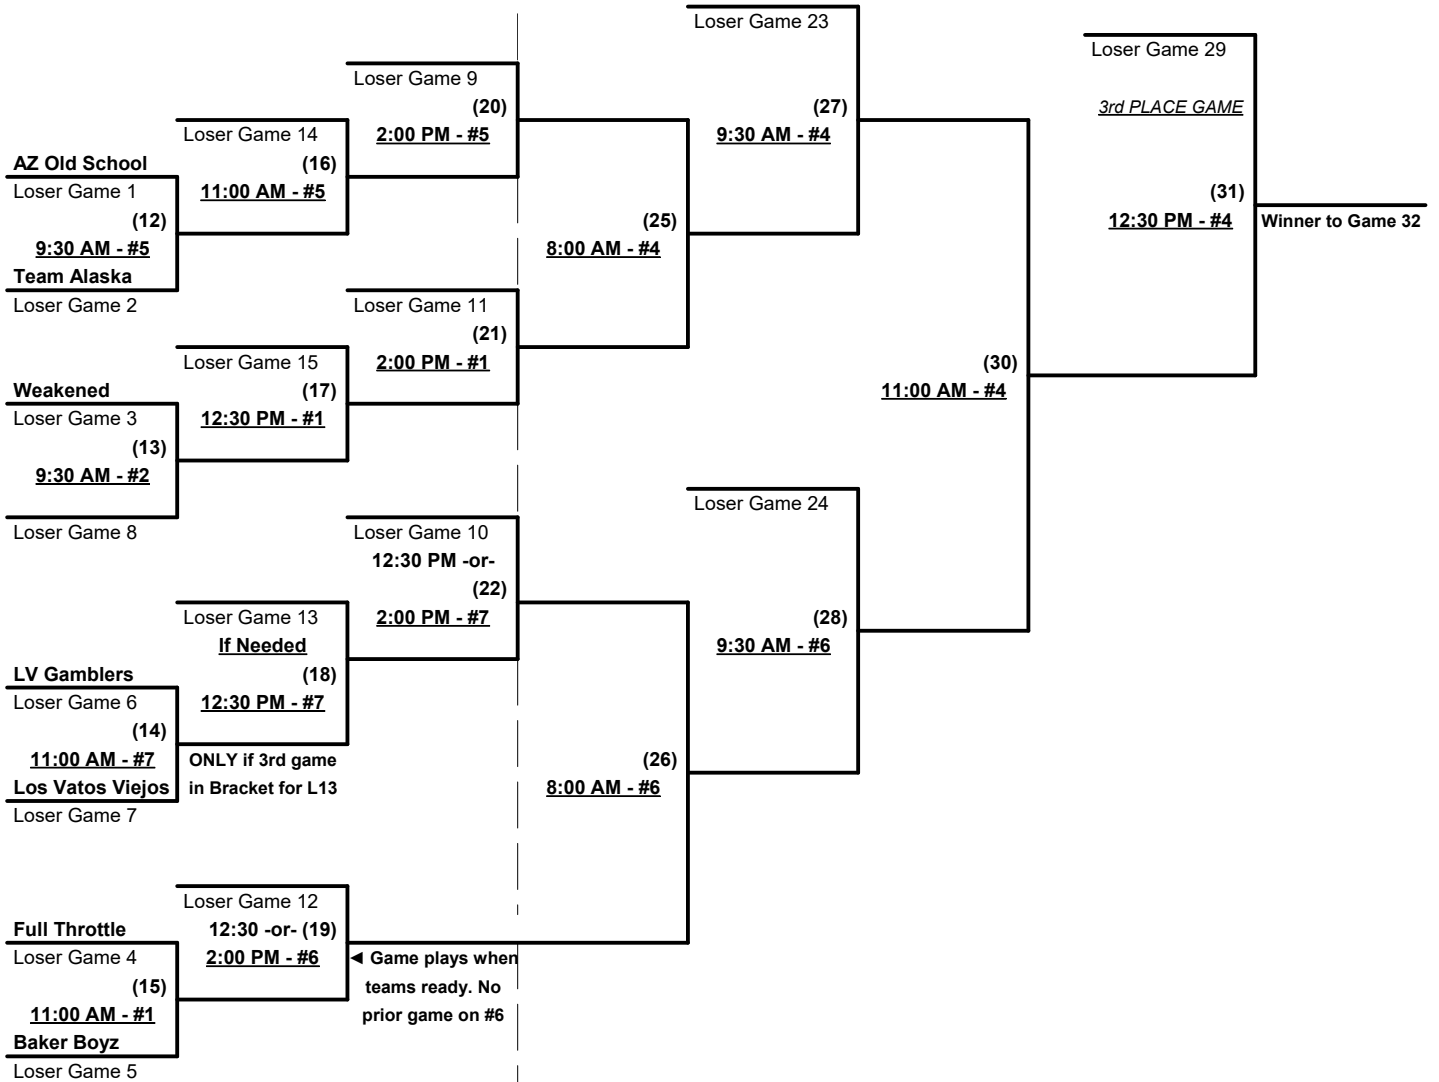 Loser Game 23
Loser Game 29
Loser Game 9
(20)
2:00 PM - #5
(27)
9:30 AM - #4
3rd PLACE GAME
Loser Game 14
(16)
11:00 AM - #5
AZ Old School
Loser Game 1
(12)
9:30 AM - #5
Team Alaska
Loser Game 2
(25)
8:00 AM - #4
(31)
12:30 PM - #4
Winner to Game 32
Loser Game 11
(21)
2:00 PM - #1
Loser Game 15
(17)
12:30 PM - #1
Weakened
Loser Game 3
(13)
9:30 AM - #2
Loser Game 8
(30)
11:00 AM - #4
Loser Game 24
Loser Game 10
12:30 PM -or-
(22)
2:00 PM - #7
(28)
9:30 AM - #6
Loser Game 13
If Needed
(18)
12:30 PM - #7
LV Gamblers
Loser Game 6
(14)
11:00 AM - #7
Los Vatos Viejos
Loser Game 7
ONLY if 3rd game
in Bracket for L13
(26)
8:00 AM - #6
Loser Game 12
12:30 -or- (19)
2:00 PM - #6
◄ Game plays when
teams ready. No
prior game on #6
Full Throttle
Loser Game 4
(15)
11:00 AM - #1
Baker Boyz
Loser Game 5